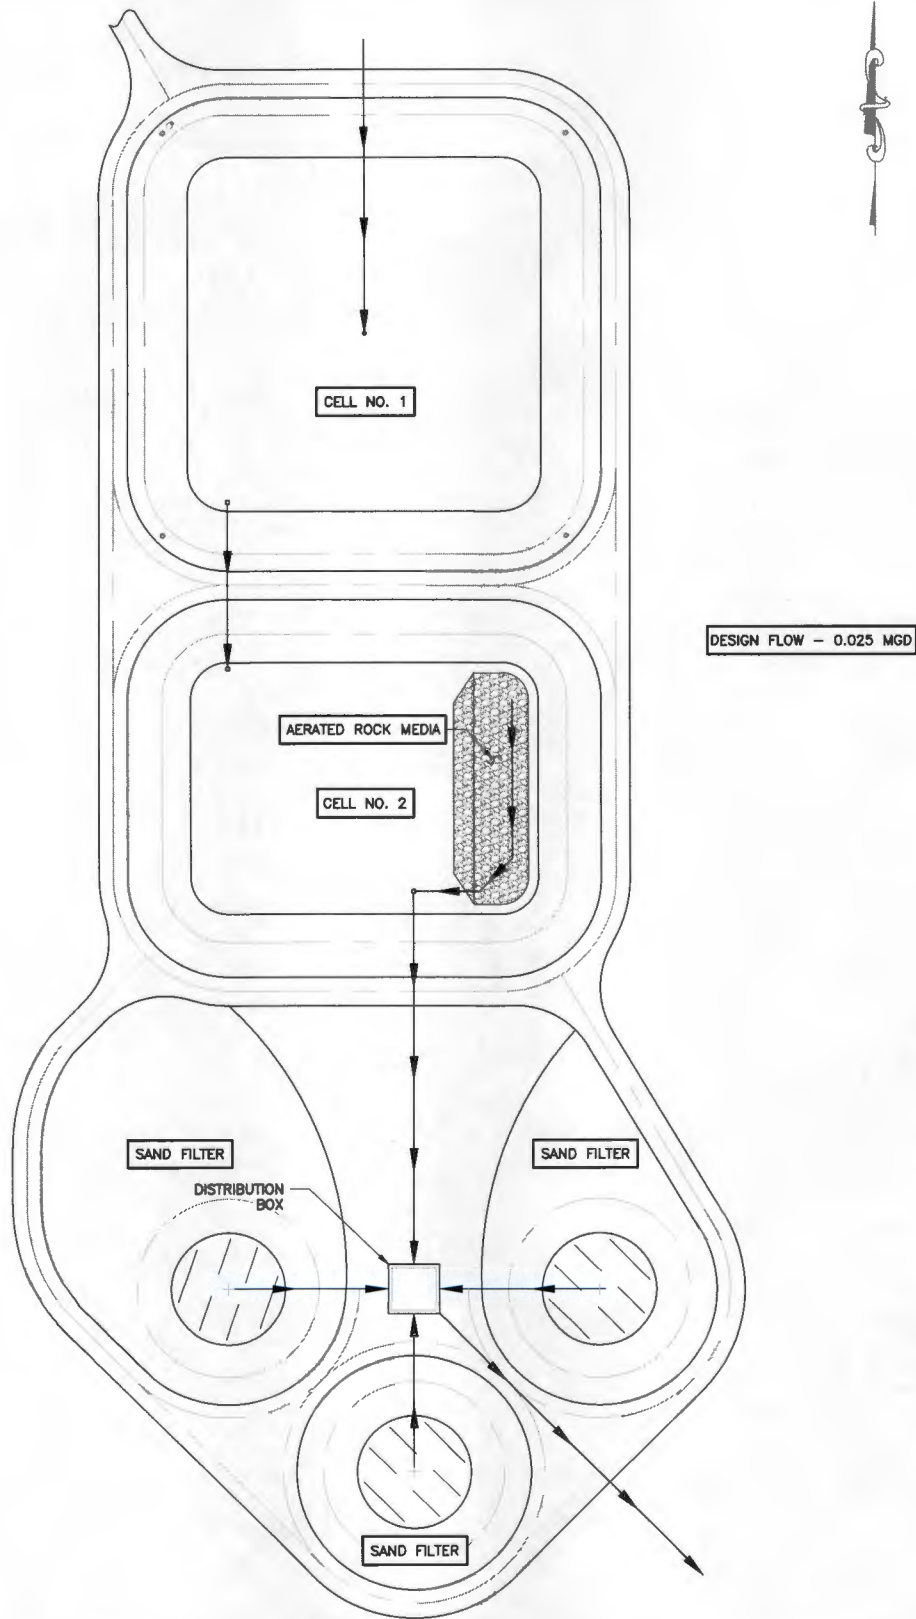 CELL NO. 1
DESIGN FLOW - 0.025 MGD
AERATED ROCK MEDIA
CELL NO. 2
SAND FILTER
SAND FILTER
DISTRIBUTION
BOX
SAND FILTER